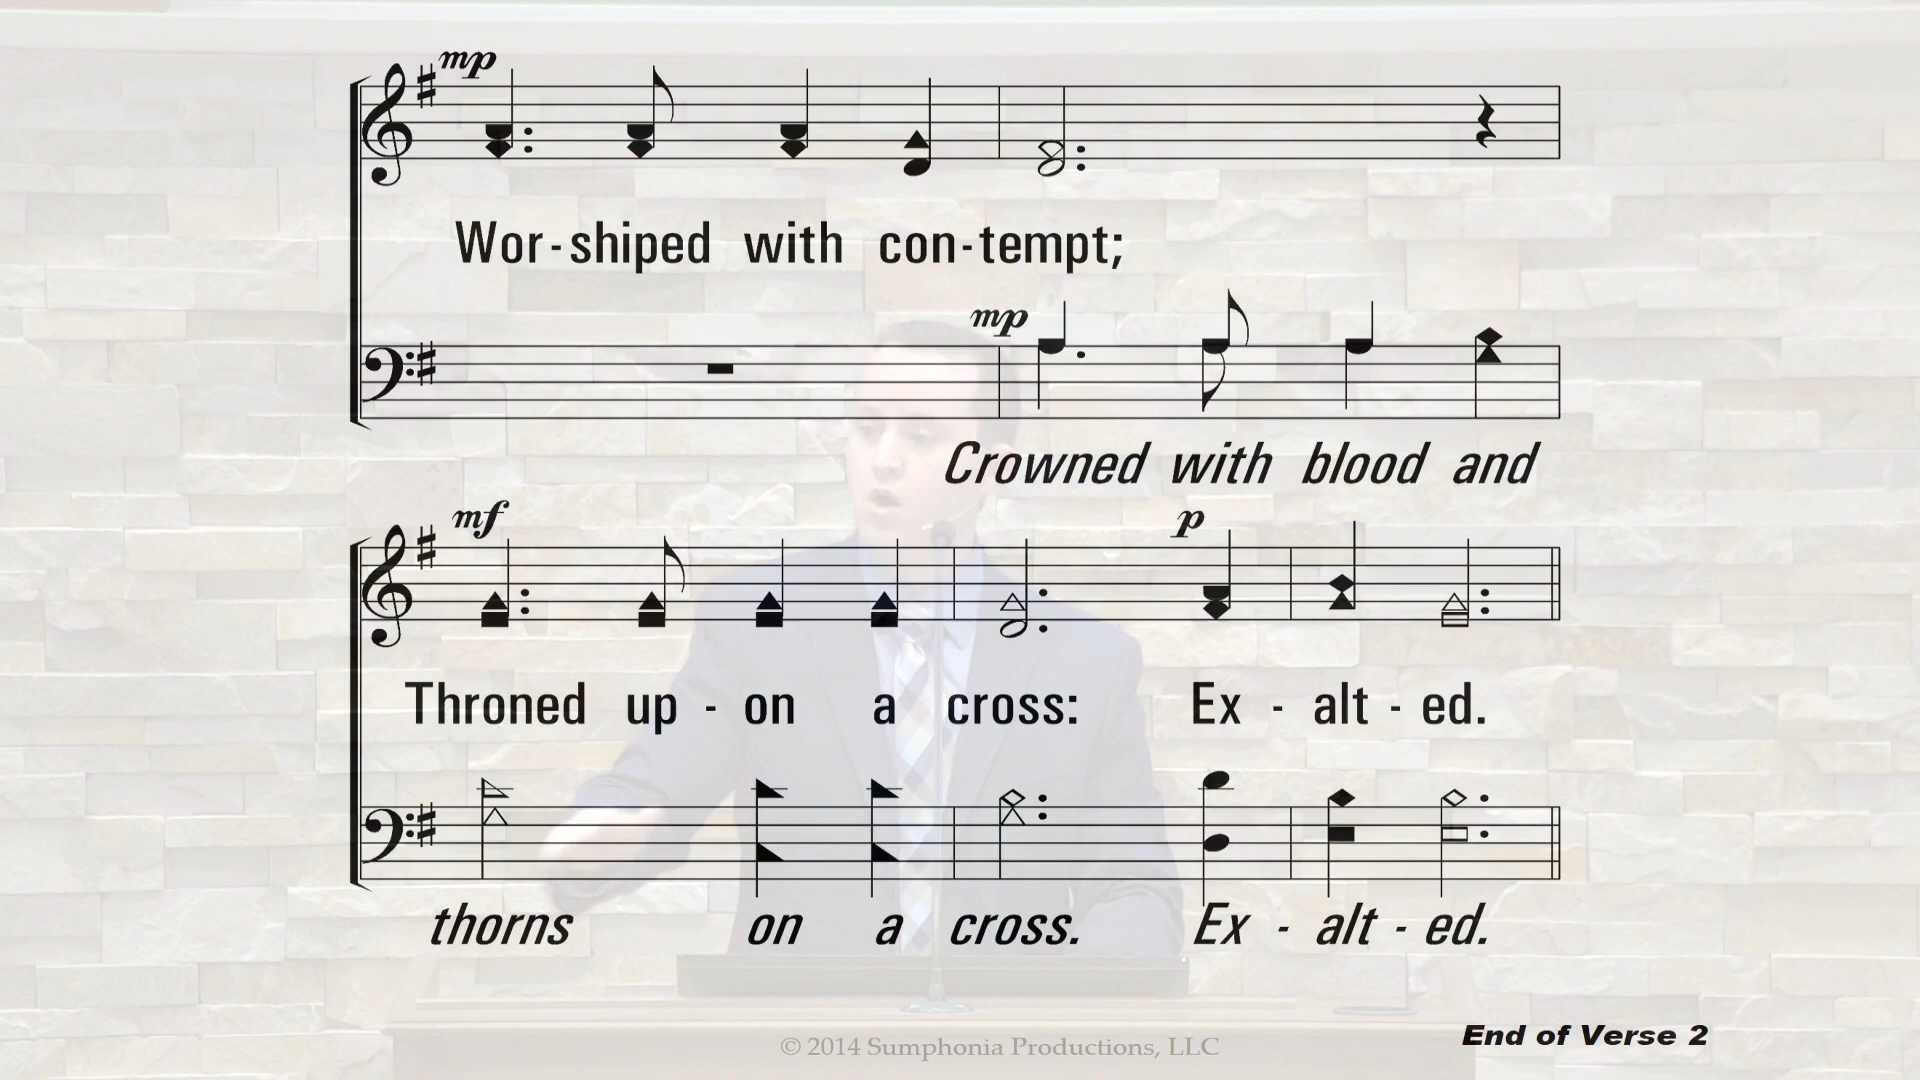 mp
Wor-shiped with con-tempt;
mp
Crowned with blood and
mf p
Throned up-on a cross: Ex-alt-ed.
thorns on a cross. Ex-alt-ed.
© 2014 Sumphonia Productions, LLC
End of Verse 2